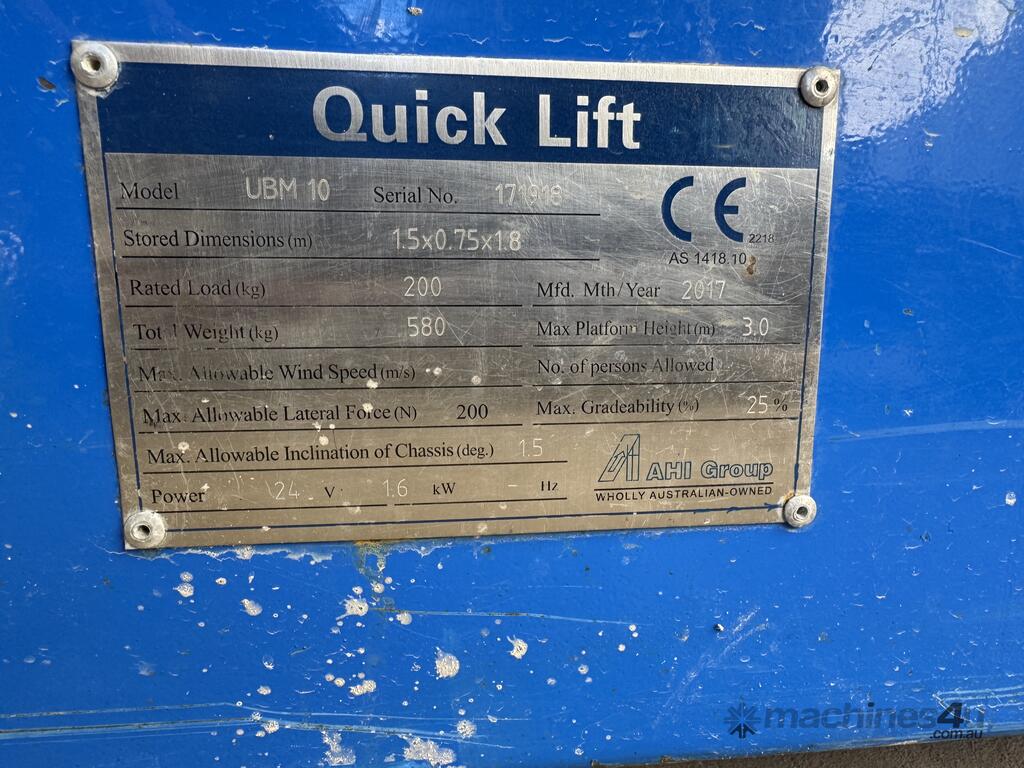 Quick Lift
Model UBM 10 Serial No. 171918
CE 2218
Stored Dimensions (m) 1.5x0.75x1.8
AS 1418.10
Rated Load (kg) 200 Mfd. Mth/Year 2017
Total Weight (kg) 580 Max Platform Height (m) 3.0
Max. Allowable Wind Speed (m/s) No. of persons Allowed
Max. Allowable Lateral Force (N) 200 Max. Gradeability (%) 25%
Max. Allowable Inclination of Chassis (deg.) 1.5
AHI Group
WHOLLY AUSTRALIAN-OWNED
Power 24 V 1.6 kW - Hz
machines4u
.com.au